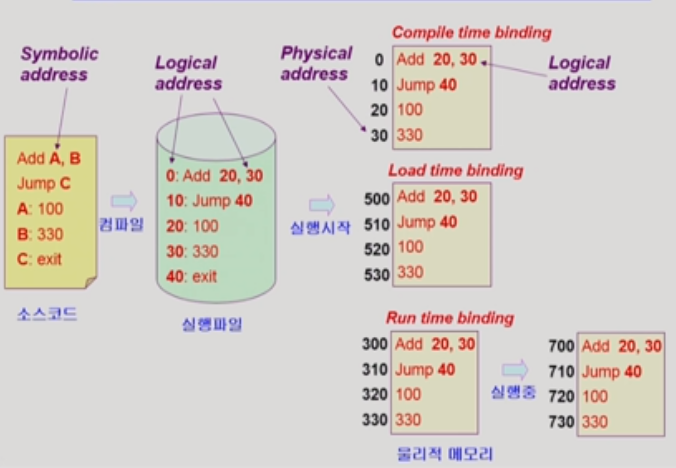 Symbolic
address
Logical
address
Physical
address
Compile time binding
Logical
address
Add A, B
Jump C
A: 100
B: 330
C: exit
소스코드
컴파일
0: Add 20, 30
10: Jump 40
20: 100
30: 330
40: exit
실행파일
실행시작
0 Add 20, 30
10 Jump 40
20 100
30 330
Load time binding
500 Add 20, 30
510 Jump 40
520 100
530 330
Run time binding
300 Add 20, 30
310 Jump 40
320 100
330 330
실행중
700 Add 20, 30
710 Jump 40
720 100
730 330
물리적 메모리